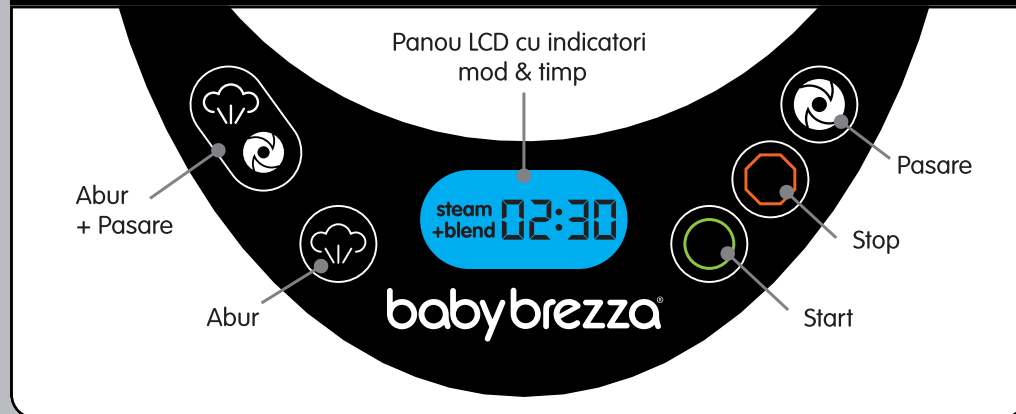 Panou LCD cu indicatori
mod & timp
Pasare
Abur
+ Pasare
steam
+blend
02:30
Stop
Abur
babybrezza®
Start